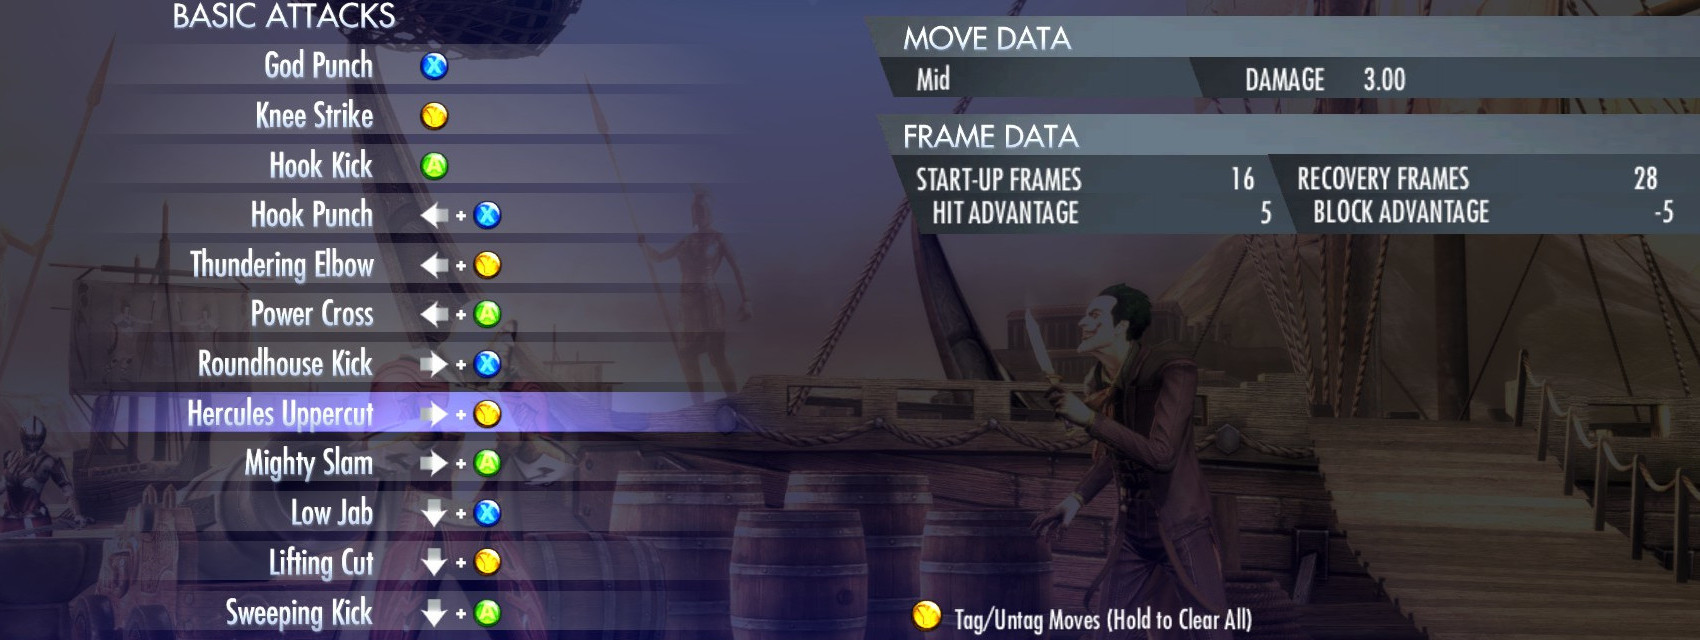 BASIC ATTACKS
God Punch X
Knee Strike Y
Hook Kick A
Hook Punch + X
Thundering Elbow + Y
Power Cross + A
Roundhouse Kick + X
Hercules Uppercut + Y
Mighty Slam + A
Low Jab + X
Lifting Cut + Y
Sweeping Kick + A
MOVE DATA
Mid DAMAGE 3.00
FRAME DATA
START-UP FRAMES 16 RECOVERY FRAMES 28
HIT ADVANTAGE 5 BLOCK ADVANTAGE -5
Y Tag/Untag Moves (Hold to Clear All)